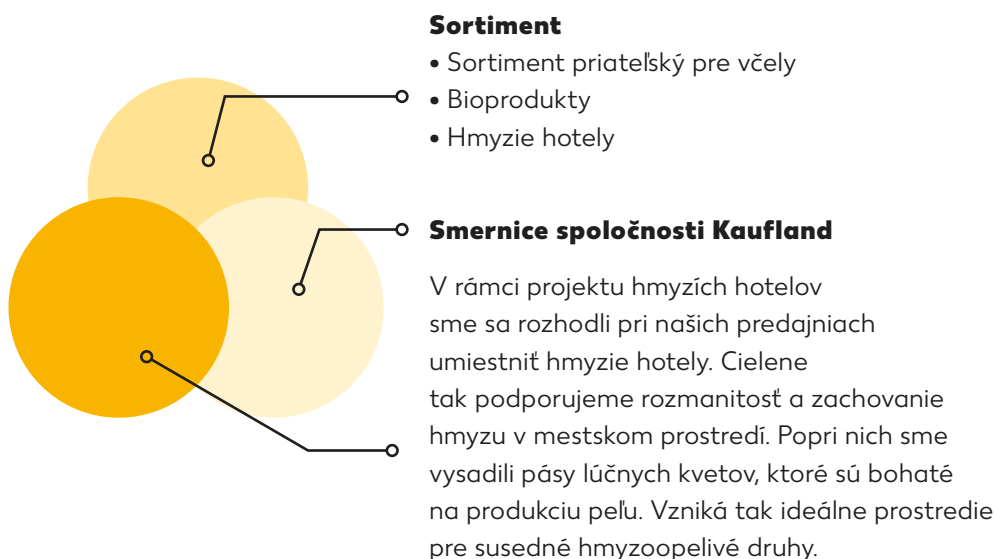 Sortiment
• Sortiment priateľský pre včely
• Bioprodukty
• Hmyzie hotely
Smernice spoločnosti Kaufland
V rámci projektu hmyzích hotelov
sme sa rozhodli pri našich predajniach
umiestniť hmyzie hotely. Cielene
tak podporujeme rozmanitosť a zachovanie
hmyzu v mestskom prostredí. Popri nich sme
vysadili pásy lúčnych kvetov, ktoré sú bohaté
na produkciu peľu. Vzniká tak ideálne prostredie
pre susedné hmyzoopelivé druhy.